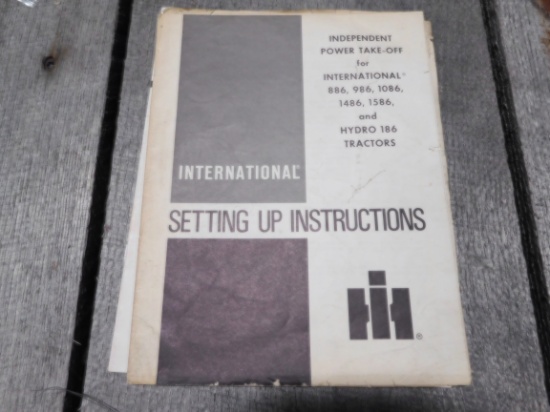 INDEPENDENT
POWER TAKE-OFF
for
INTERNATIONAL®
886, 986, 1086,
1486, 1586,
and
HYDRO 186
TRACTORS
INTERNATIONAL®
SETTING UP INSTRUCTIONS
IH®